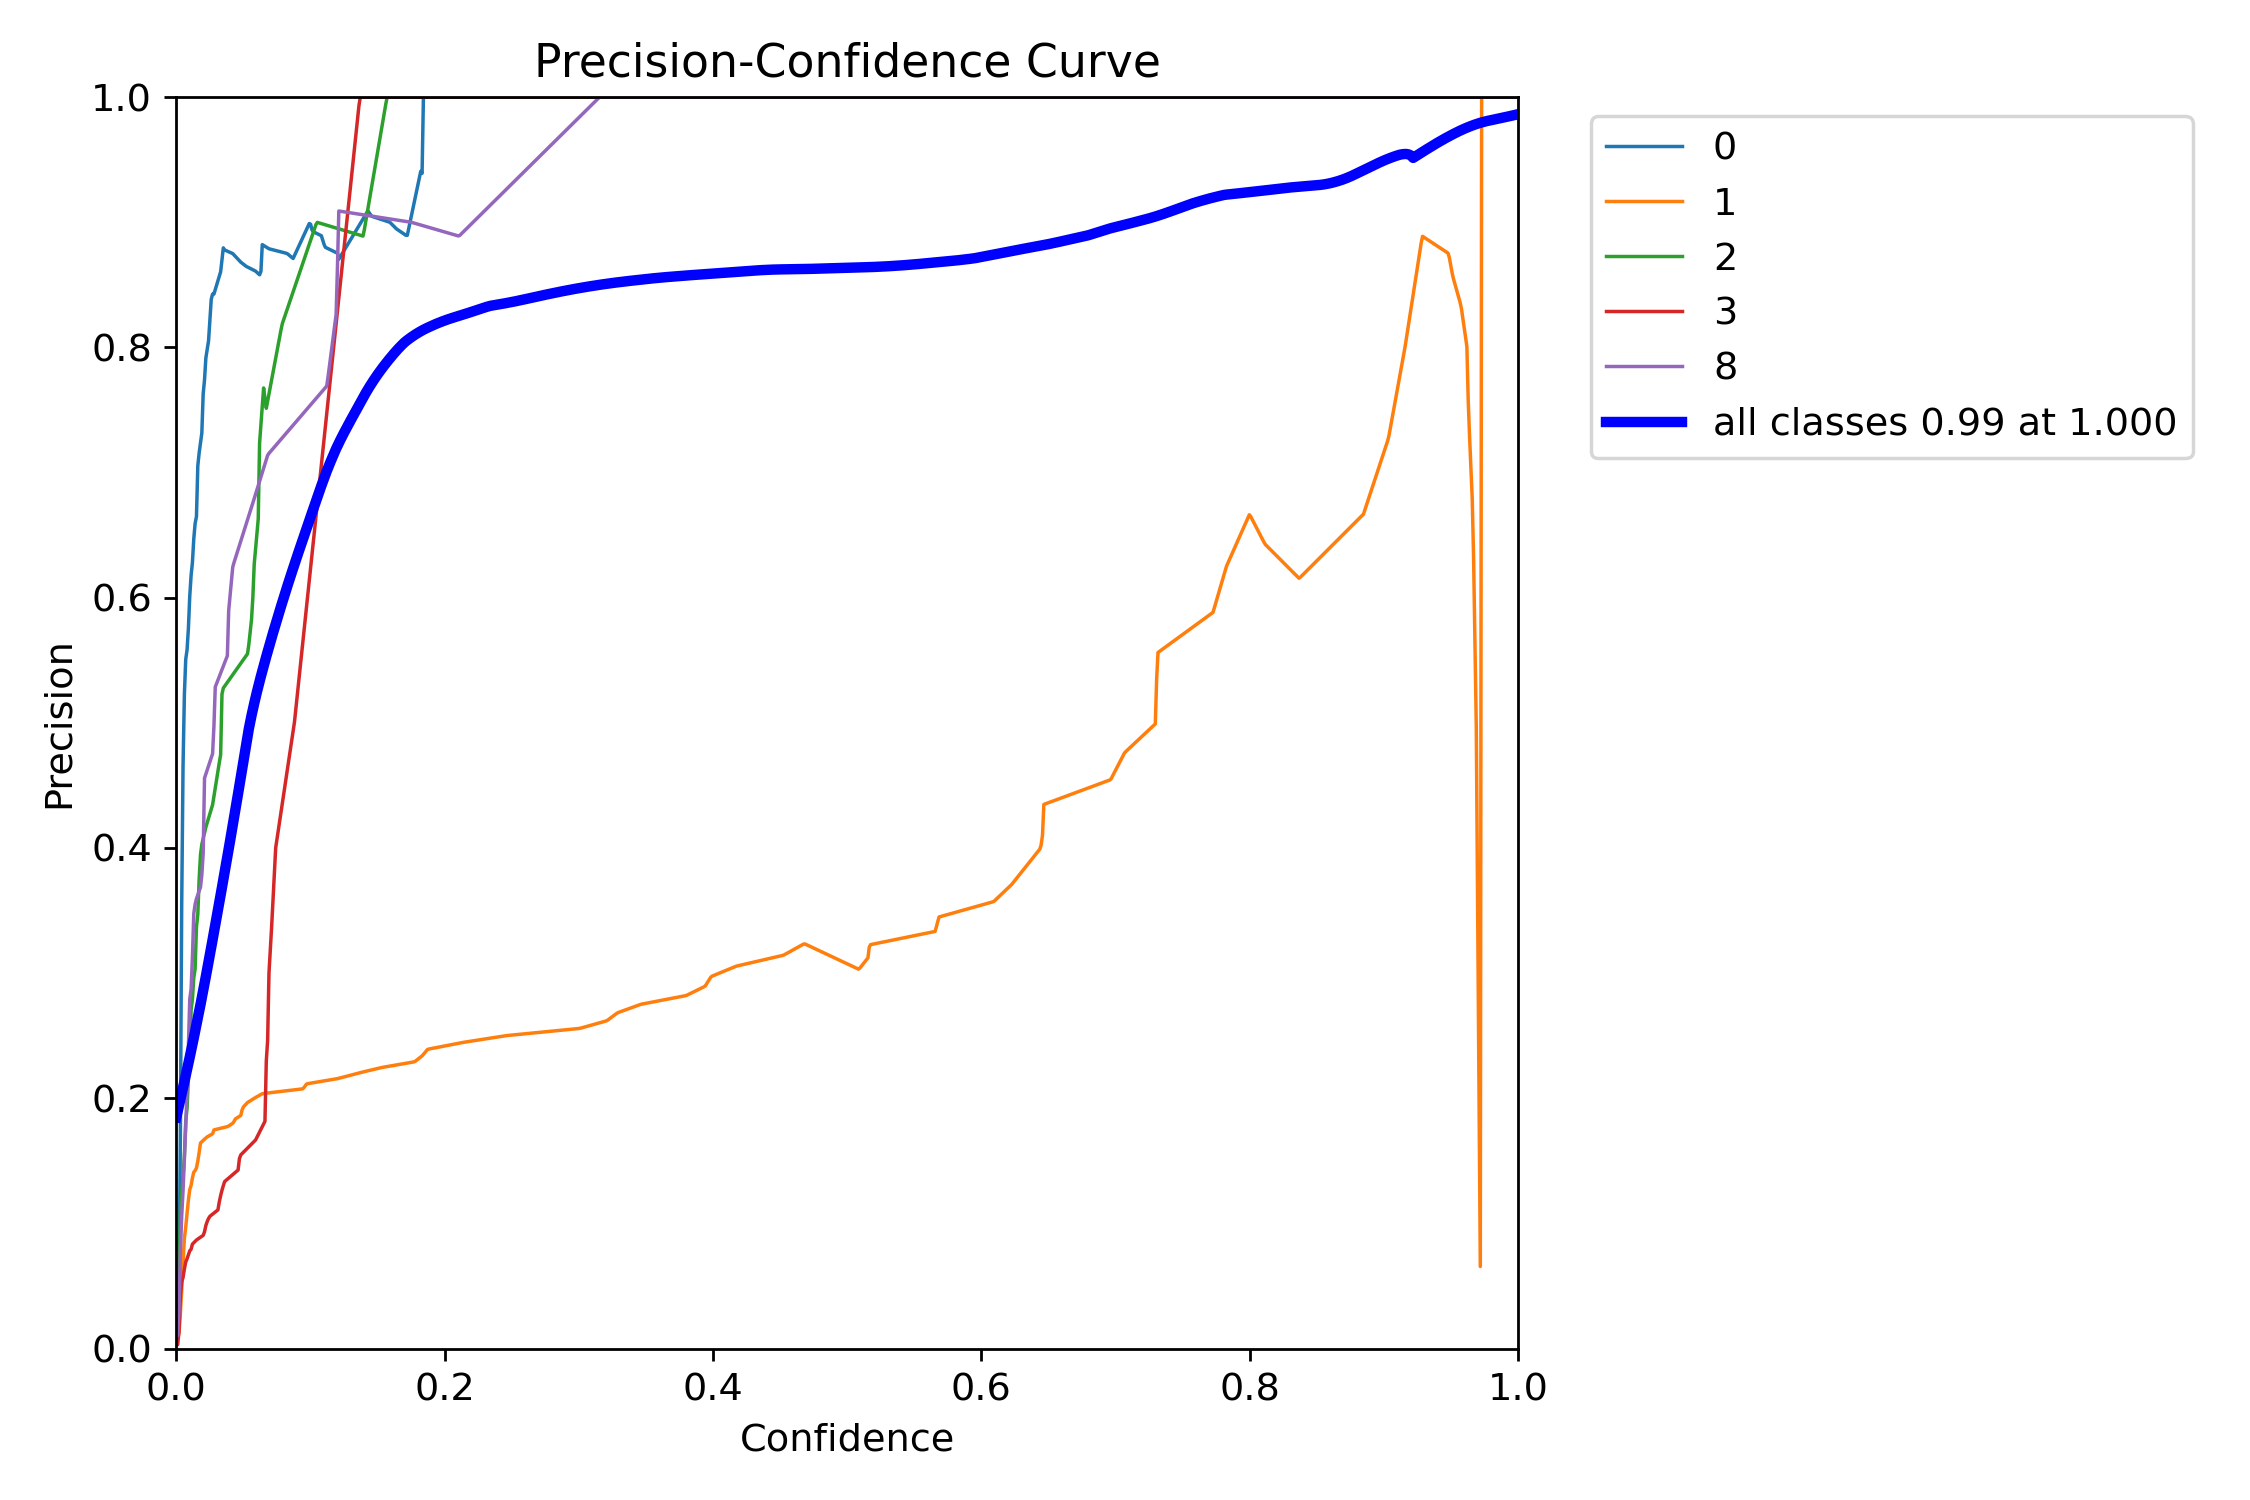 Precision-Confidence Curve
1.0
0.8
0.6
0.4
0.2
0.0
Precision
0.0 0.2 0.4 0.6 0.8 1.0
Confidence
0
1
2
3
8
all classes 0.99 at 1.000